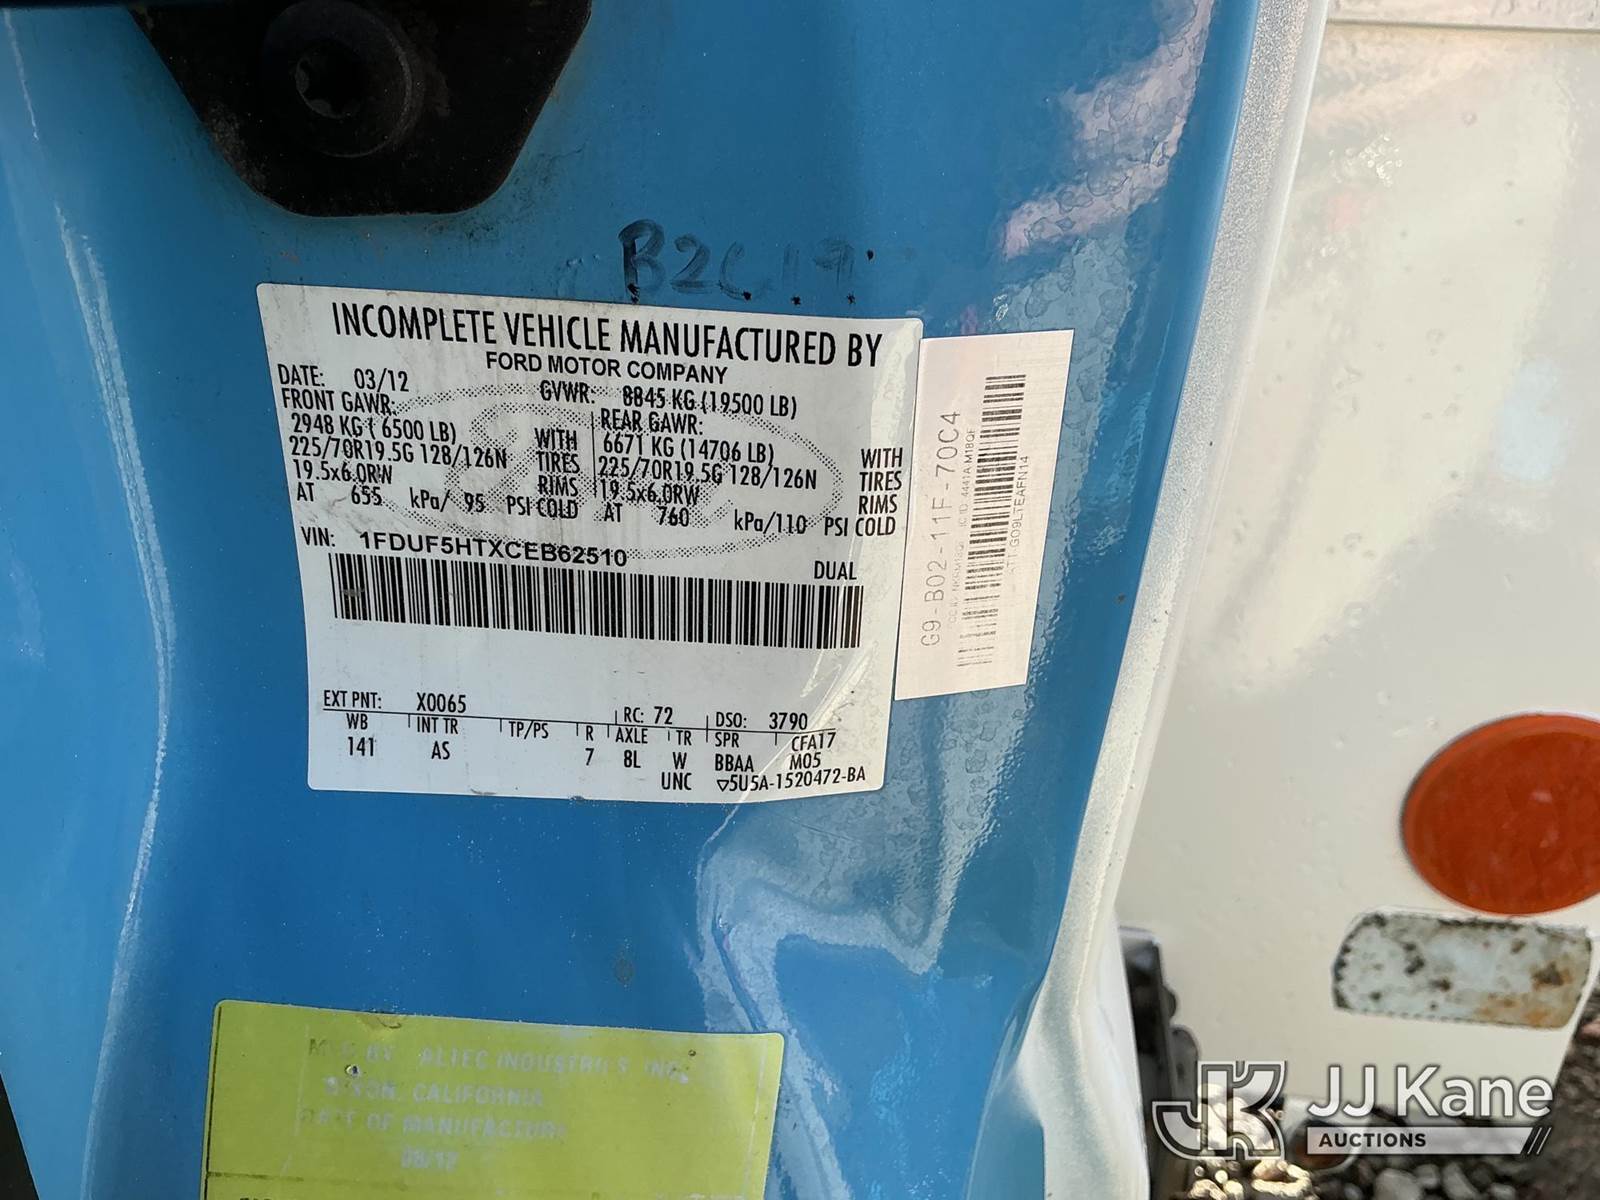 B2C19
INCOMPLETE VEHICLE MANUFACTURED BY
FORD MOTOR COMPANY
DATE: 03/12 GVWR: 8845 KG (19500 LB)
FRONT GAWR: REAR GAWR:
2948 KG ( 6500 LB) WITH 6671 KG (14706 LB) WITH
225/70R19.5G 128/126N TIRES 225/70R19.5G 128/126N TIRES
19.5x6.0RW RIMS 19.5x6.0RW RIMS
AT 655 kPa/ 95 PSI COLD AT 760 kPa/110 PSI COLD
VIN: 1FDUF5HTXCEB62510
DUAL
EXT PNT: X0065 RC: 72 DSO: 3790
WB INT TR TP/PS R AXLE TR SPR CFA17
141 AS 7 8L W BBAA M05
UNC ▽5U5A-1520472-BA
G9-B02-11F-70C4
ALTEC INDUSTRIES, INC.
CALIFORNIA
DATE OF MANUFACTURE
08/12
JK JJ Kane
AUCTIONS